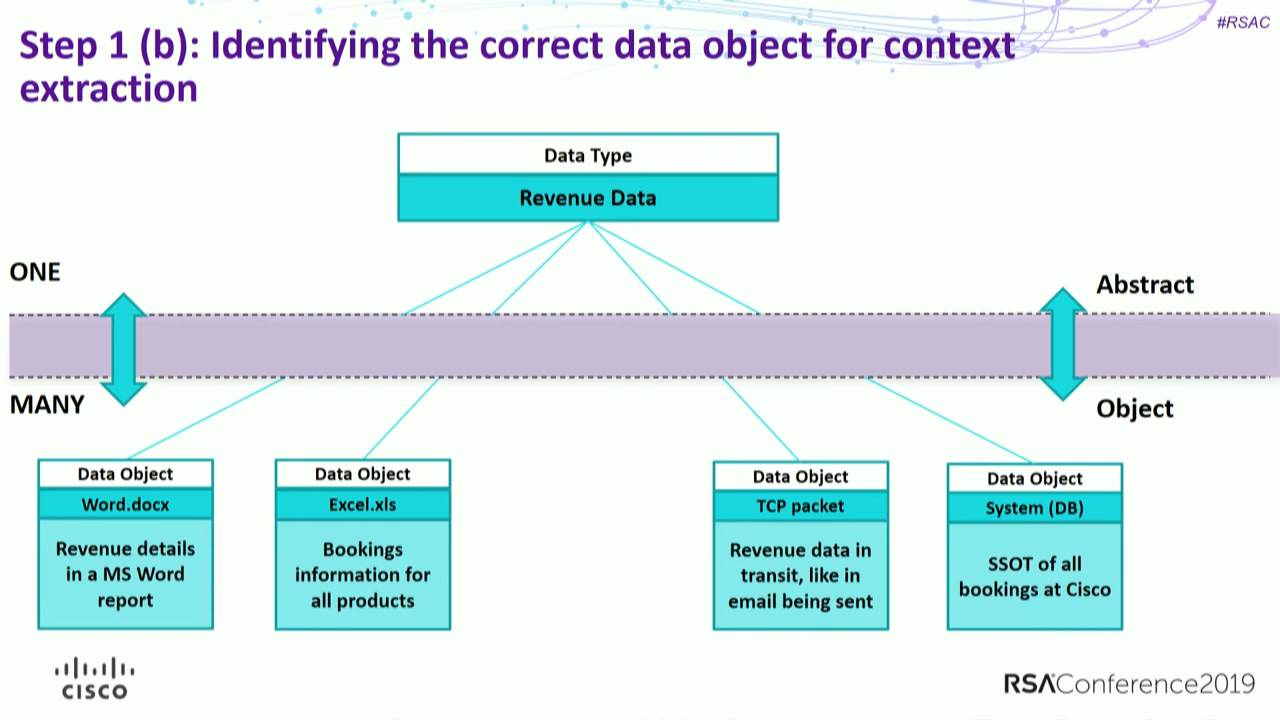 #RSAC
Step 1 (b): Identifying the correct data object for context
extraction
Data Type
Revenue Data
ONE
Abstract
MANY
Object
Data Object
Word.docx
Revenue details
in a MS Word
report
Data Object
Excel.xls
Bookings
information for
all products
Data Object
TCP packet
Revenue data in
transit, like in
email being sent
Data Object
System (DB)
SSOT of all
bookings at Cisco
CISCO
RSAConference2019